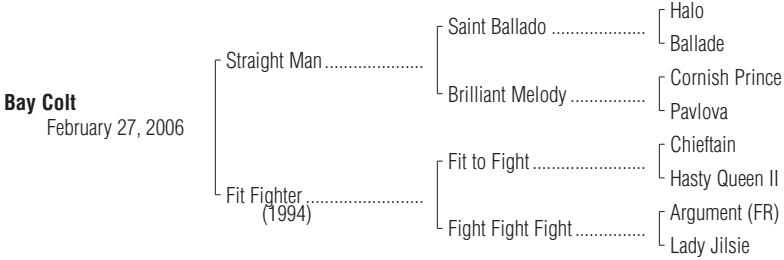 Halo
Saint Ballado ....................
Ballade
Straight Man .....................
Cornish Prince
Brilliant Melody ................
Pavlova
Bay Colt
February 27, 2006
Chieftain
Fit to Fight ........................
Hasty Queen II
Fit Fighter .........................
(1994)
Argument (FR)
Fight Fight Fight ...............
Lady Jilsie